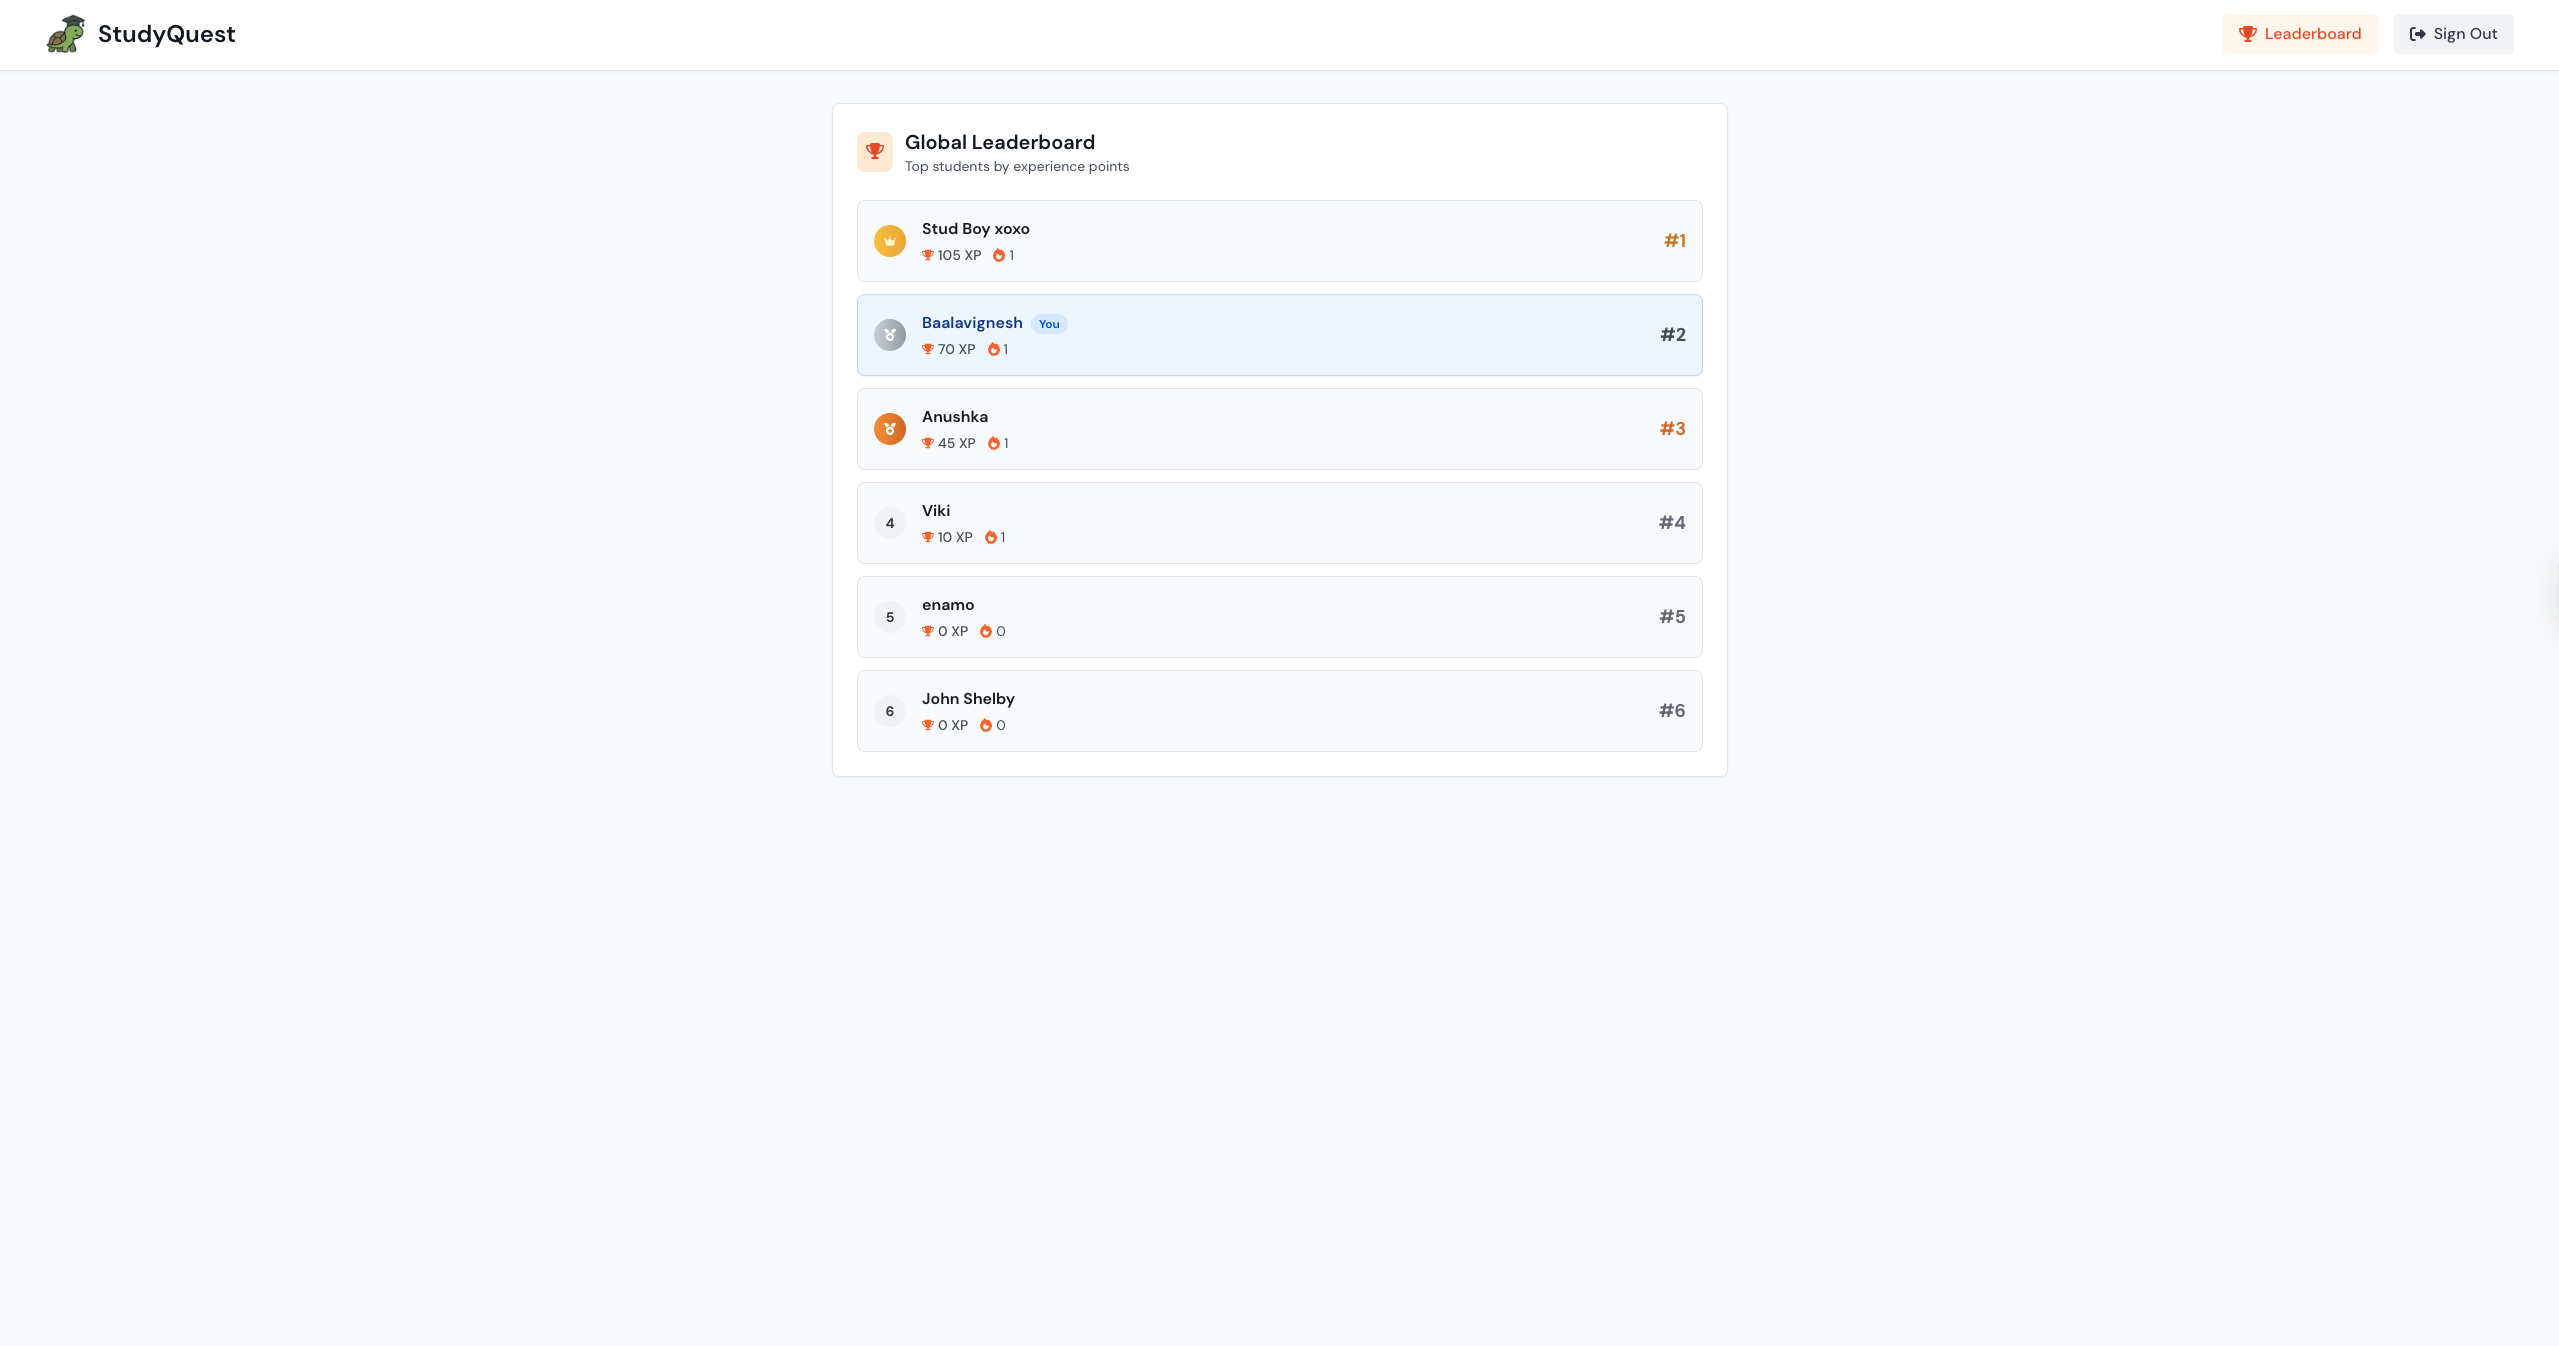 StudyQuest
Leaderboard
Sign Out
Global Leaderboard
Top students by experience points
Stud Boy xoxo
105 XP 1
#1
Baalavignesh You
70 XP 1
#2
Anushka
45 XP 1
#3
4
Viki
10 XP 1
#4
5
enamo
0 XP 0
#5
6
John Shelby
0 XP 0
#6